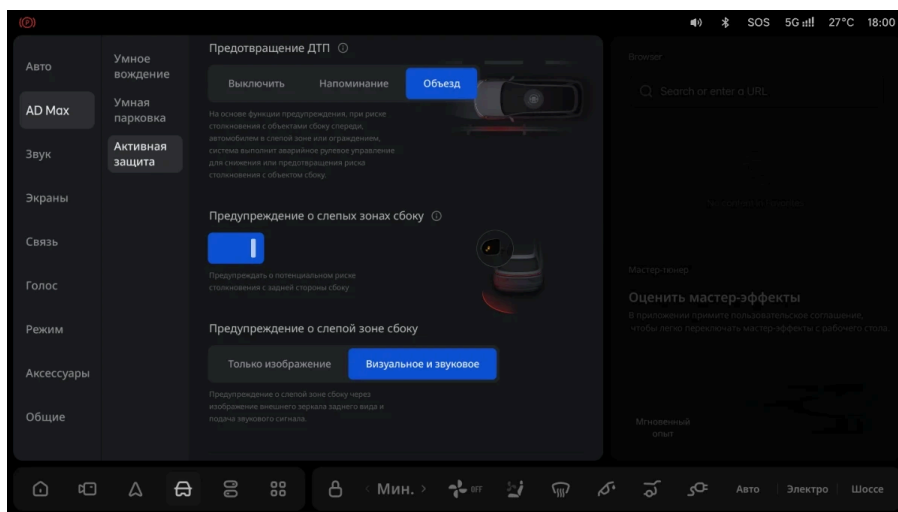 (P)
SOS 5G 27°C 18:00
Авто
AD Max
Звук
Экраны
Связь
Голос
Режим
Аксессуары
Общие
Умное
вождение
Умная
парковка
Активная
защита
Предотвращение ДТП
Выключить Напоминание Объезд
На основе функции предупреждения, при риске
столкновения с объектами сбоку спереди,
автомобилем в слепой зоне или ограждением,
система выполнит аварийное рулевое управление
для снижения или предотвращения риска
столкновения с объектом сбоку.
Предупреждение о слепых зонах сбоку
Предупреждать о потенциальном риске
столкновения с задней стороны сбоку
Предупреждение о слепой зоне сбоку
Только изображение Визуальное и звуковое
Предупреждение о слепой зоне сбоку через
изображение внешнего зеркала заднего вида и
подача звукового сигнала.
Browser
Search or enter a URL
Мастер-тюнер
Оценить мастер-эффекты
В приложении примите пользовательское соглашение,
чтобы легко переключать мастер-эффекты с рабочего стола.
Мгновенный
опыт
< Мин. > OFF Авто Электро Шоссе